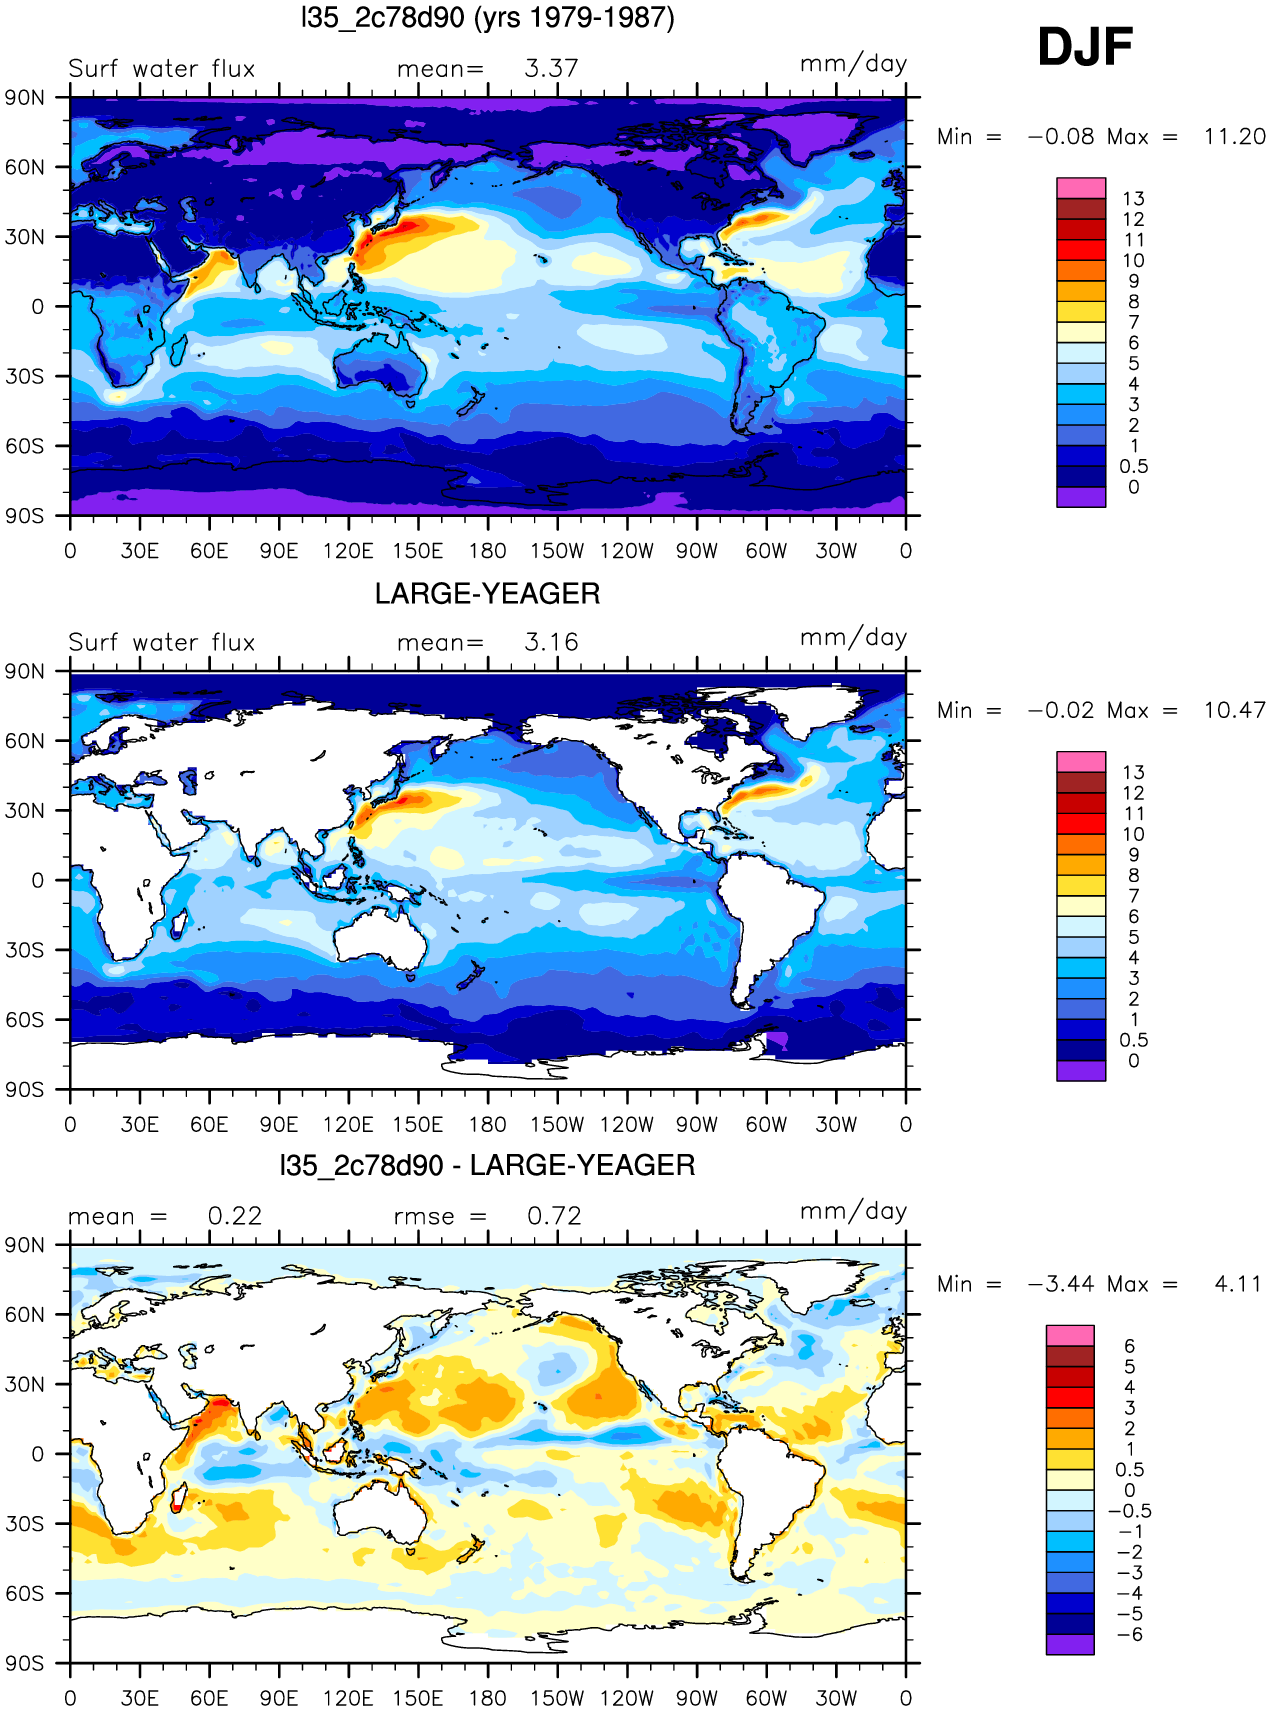 l35_2c78d90 (yrs 1979-1987)
DJF
Surf water flux mean= 3.37 mm/day
Min = −0.08 Max = 11.20
90N
60N
30N
0
30S
60S
90S
0 30E 60E 90E 120E 150E 180 150W 120W 90W 60W 30W 0
13
12
11
10
9
8
7
6
5
4
3
2
1
0.5
0
LARGE-YEAGER
Surf water flux mean= 3.16 mm/day
Min = −0.02 Max = 10.47
90N
60N
30N
0
30S
60S
90S
0 30E 60E 90E 120E 150E 180 150W 120W 90W 60W 30W 0
13
12
11
10
9
8
7
6
5
4
3
2
1
0.5
0
l35_2c78d90 - LARGE-YEAGER
mean = 0.22 rmse = 0.72 mm/day
Min = −3.44 Max = 4.11
90N
60N
30N
0
30S
60S
90S
0 30E 60E 90E 120E 150E 180 150W 120W 90W 60W 30W 0
6
5
4
3
2
1
0.5
0
−0.5
−1
−2
−3
−4
−5
−6